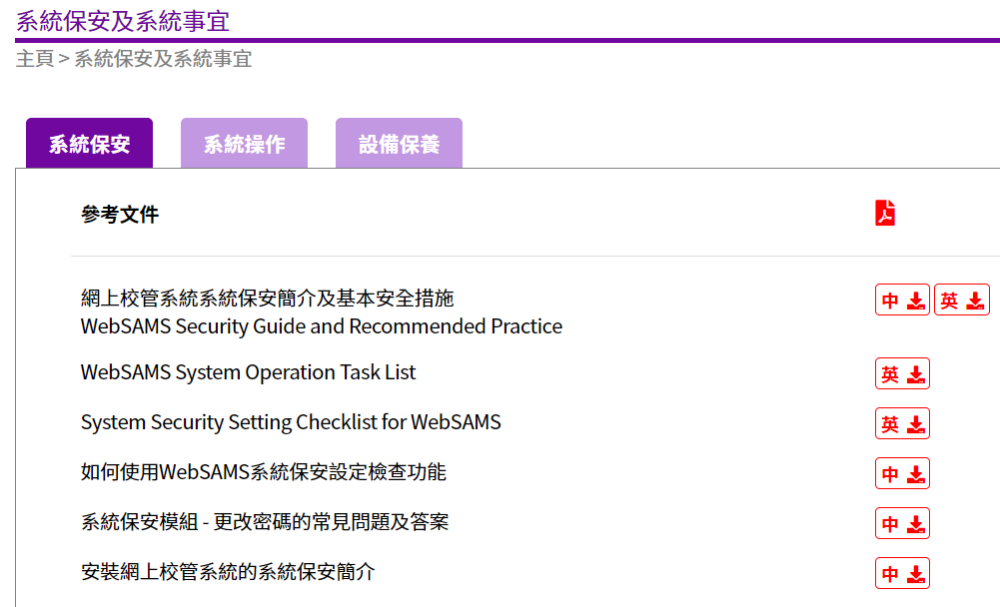 系統保安及系統事宜
主頁 > 系統保安及系統事宜
系統保安 系統操作 設備保養
參考文件
網上校管系統系統保安簡介及基本安全措施 中 英
WebSAMS Security Guide and Recommended Practice
WebSAMS System Operation Task List 英
System Security Setting Checklist for WebSAMS 英
如何使用WebSAMS系統保安設定檢查功能 中
系統保安模組 - 更改密碼的常見問題及答案 中
安裝網上校管系統的系統保安簡介 中